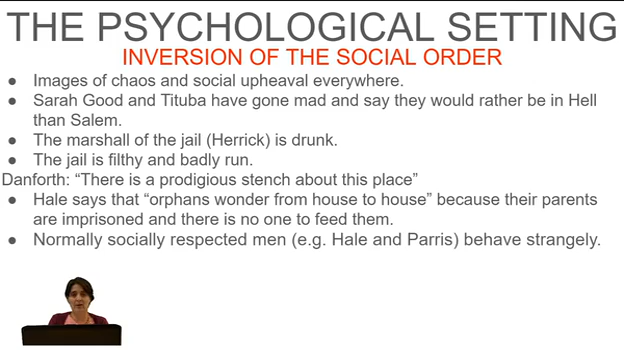 THE PSYCHOLOGICAL SETTING
INVERSION OF THE SOCIAL ORDER
● Images of chaos and social upheaval everywhere.
● Sarah Good and Tituba have gone mad and say they would rather be in Hell
than Salem.
● The marshall of the jail (Herrick) is drunk.
● The jail is filthy and badly run.
Danforth: “There is a prodigious stench about this place”
● Hale says that “orphans wonder from house to house” because their parents
are imprisoned and there is no one to feed them.
● Normally socially respected men (e.g. Hale and Parris) behave strangely.